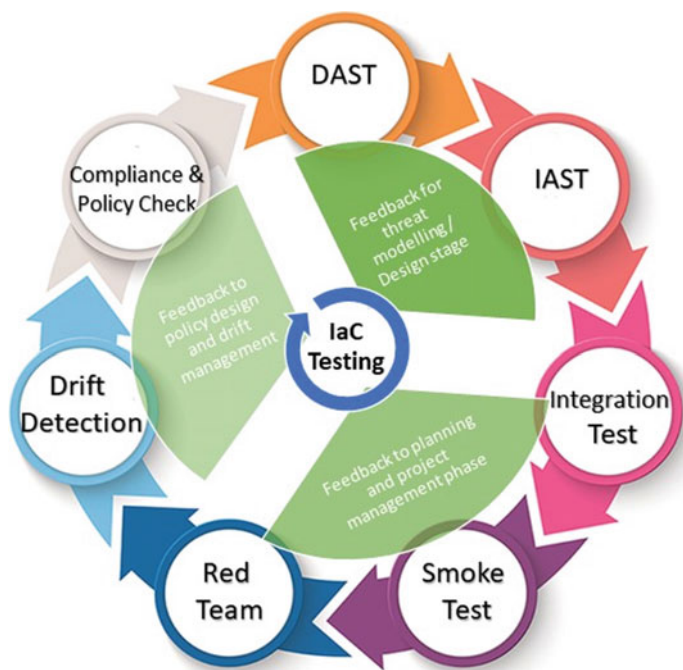 DAST
IAST
Integration
Test
Smoke
Test
Red
Team
Drift
Detection
Compliance &
Policy Check
Feedback for
threat
modelling/
Design stage
Feedback to planning
and project
management phase
Feedback to
policy design
and drift
management
IaC
Testing